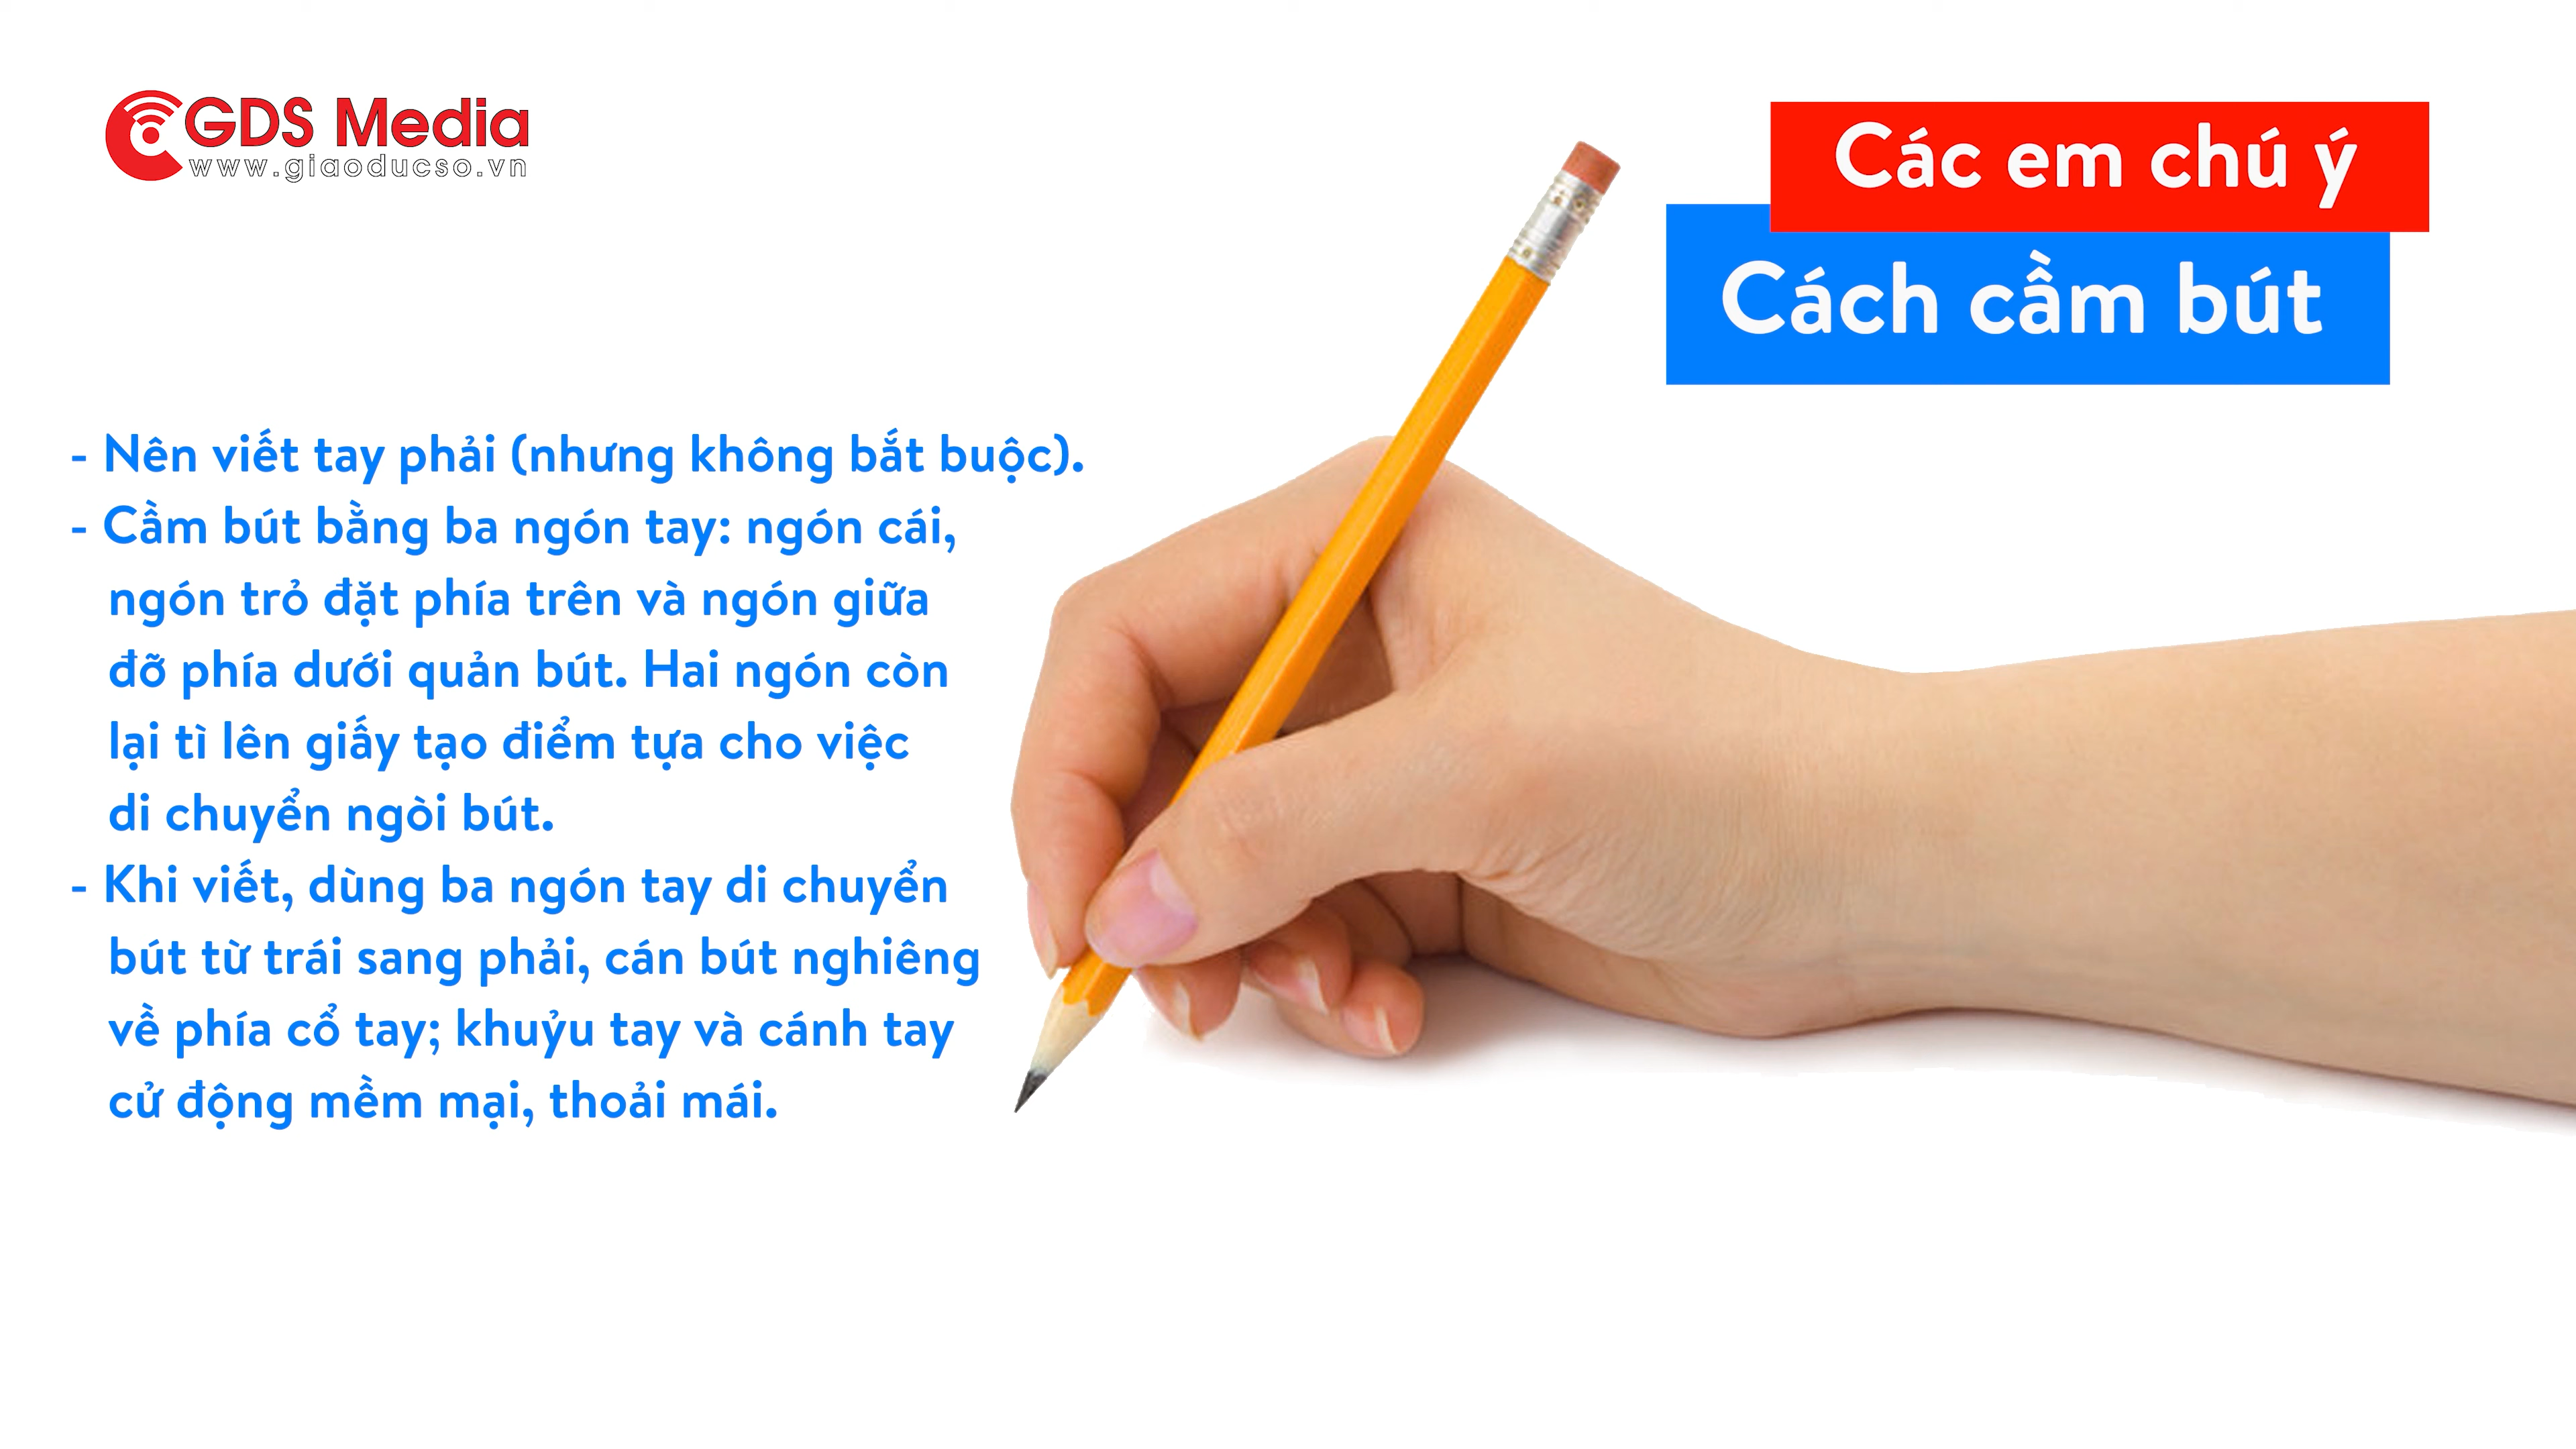 GDS Media
www.giaoducso.vn
Các em chú ý
Cách cầm bút
- Nên viết tay phải (nhưng không bắt buộc).
- Cầm bút bằng ba ngón tay: ngón cái,
ngón trỏ đặt phía trên và ngón giữa
đỡ phía dưới quản bút. Hai ngón còn
lại tì lên giấy tạo điểm tựa cho việc
di chuyển ngòi bút.
- Khi viết, dùng ba ngón tay di chuyển
bút từ trái sang phải, cán bút nghiêng
về phía cổ tay; khuỷu tay và cánh tay
cử động mềm mại, thoải mái.